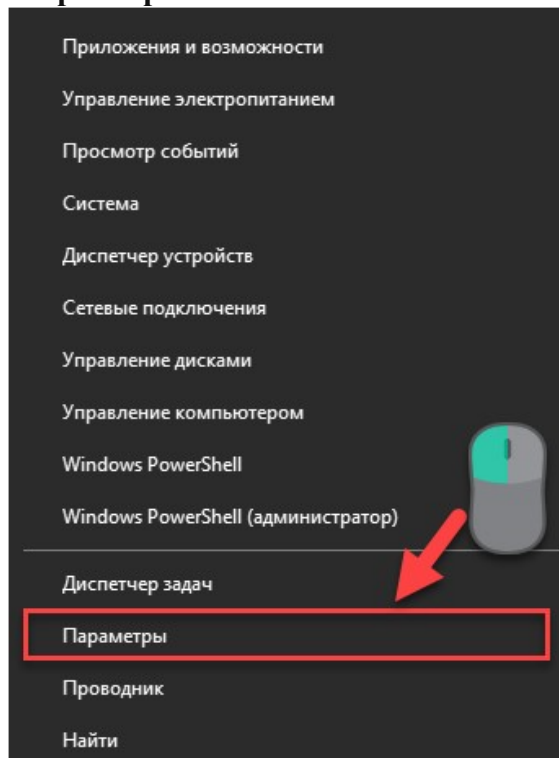 Приложения и возможности
Управление электропитанием
Просмотр событий
Система
Диспетчер устройств
Сетевые подключения
Управление дисками
Управление компьютером
Windows PowerShell
Windows PowerShell (администратор)
Диспетчер задач
Параметры
Проводник
Найти